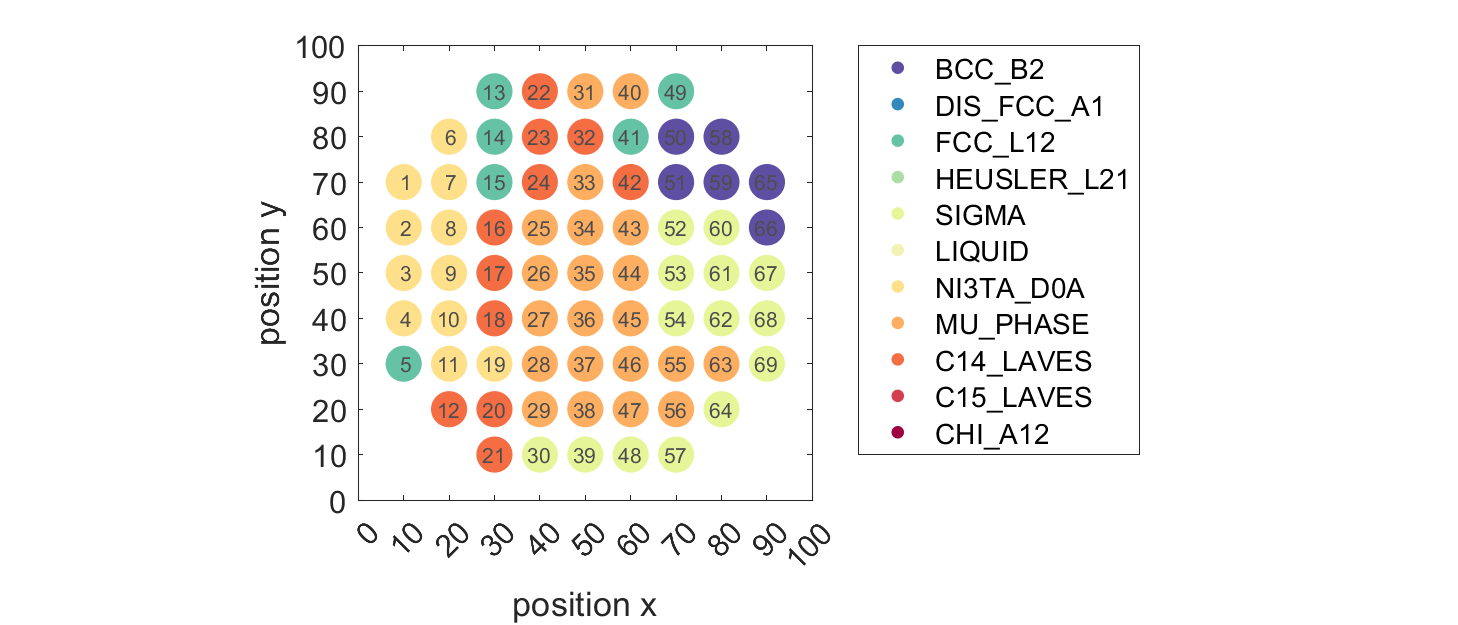 100
90
80
70
60
50
40
30
20
10
0
position y
13 22 31 40 49
6 14 23 32 41 50 58
1 7 15 24 33 42 51 59 65
2 8 16 25 34 43 52 60 66
3 9 17 26 35 44 53 61 67
4 10 18 27 36 45 54 62 68
5 11 19 28 37 46 55 63 69
12 20 29 38 47 56 64
21 30 39 48 57
0 10 20 30 40 50 60 70 80 90 100
position x
BCC_B2
DIS_FCC_A1
FCC_L12
HEUSLER_L21
SIGMA
LIQUID
NI3TA_D0A
MU_PHASE
C14_LAVES
C15_LAVES
CHI_A12